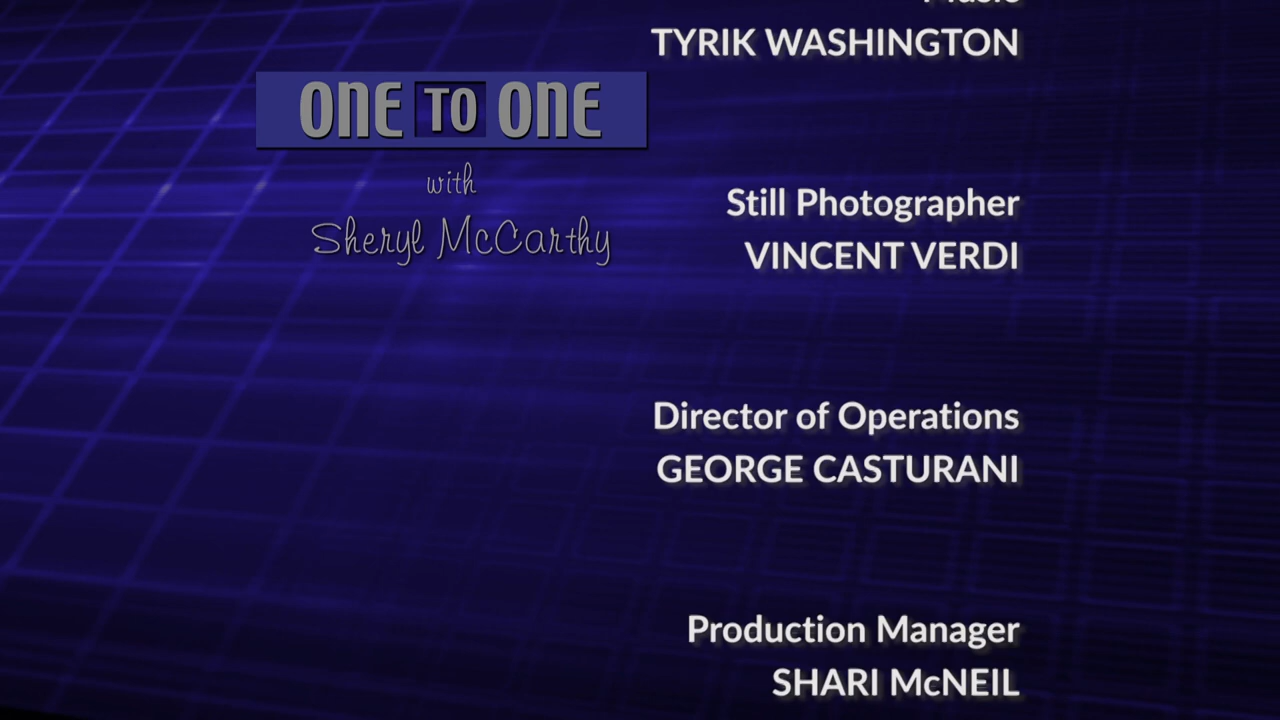 Music
TYRIK WASHINGTON
ONE TO ONE
with
Sheryl McCarthy
Still Photographer
VINCENT VERDI
Director of Operations
GEORGE CASTURANI
Production Manager
SHARI McNEIL